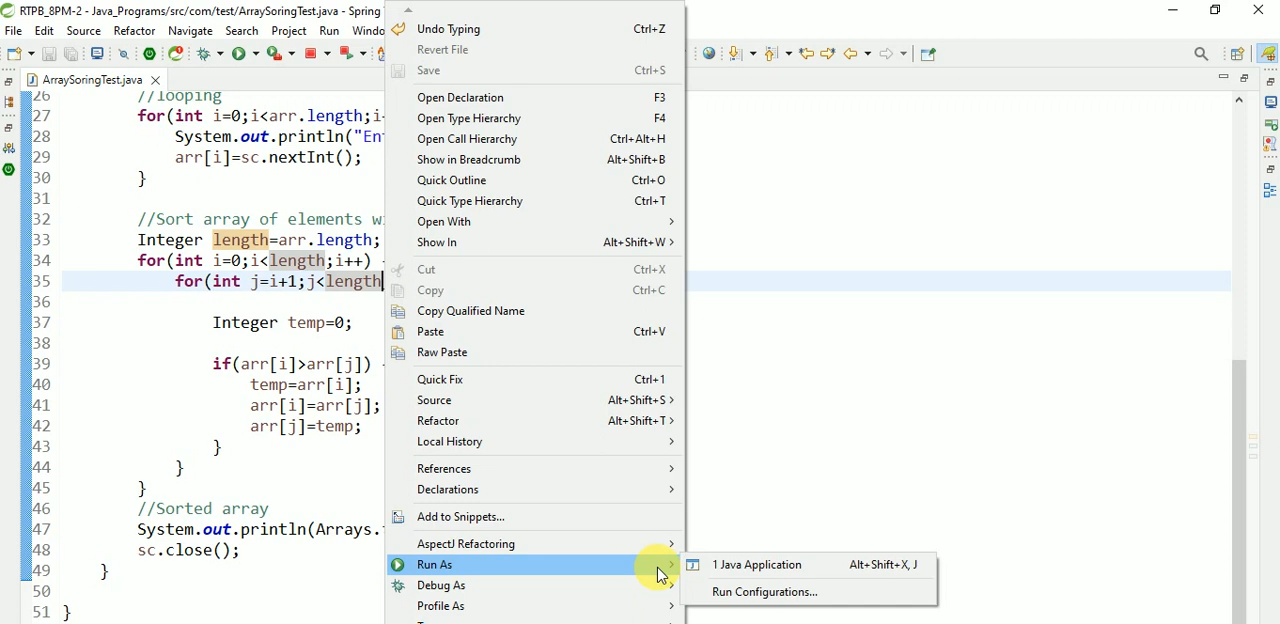 RTPB_8PM-2 - Java_Programs/src/com/test/ArraySoringTest.java - Spring
File Edit Source Refactor Navigate Search Project Run Windo
ArraySoringTest.java
26 //looping
27 for(int i=0;i<arr.length;i
28 System.out.println("En
29 arr[i]=sc.nextInt();
30 }
31
32 //Sort array of elements w
33 Integer length=arr.length;
34 for(int i=0;i<length;i++)
35 for(int j=i+1;j<length
36
37 Integer temp=0;
38
39 if(arr[i]>arr[j])
40 temp=arr[i];
41 arr[i]=arr[j];
42 arr[j]=temp;
43 }
44 }
45 }
46 //Sorted array
47 System.out.println(Arrays.
48 sc.close();
49 }
50
51 }
Undo Typing Ctrl+Z
Revert File
Save Ctrl+S
Open Declaration F3
Open Type Hierarchy F4
Open Call Hierarchy Ctrl+Alt+H
Show in Breadcrumb Alt+Shift+B
Quick Outline Ctrl+O
Quick Type Hierarchy Ctrl+T
Open With >
Show In Alt+Shift+W >
Cut Ctrl+X
Copy Ctrl+C
Copy Qualified Name
Paste Ctrl+V
Raw Paste
Quick Fix Ctrl+1
Source Alt+Shift+S >
Refactor Alt+Shift+T >
Local History >
References >
Declarations >
Add to Snippets...
AspectJ Refactoring >
Run As >
Debug As >
Profile As >
1 Java Application Alt+Shift+X, J
Run Configurations...